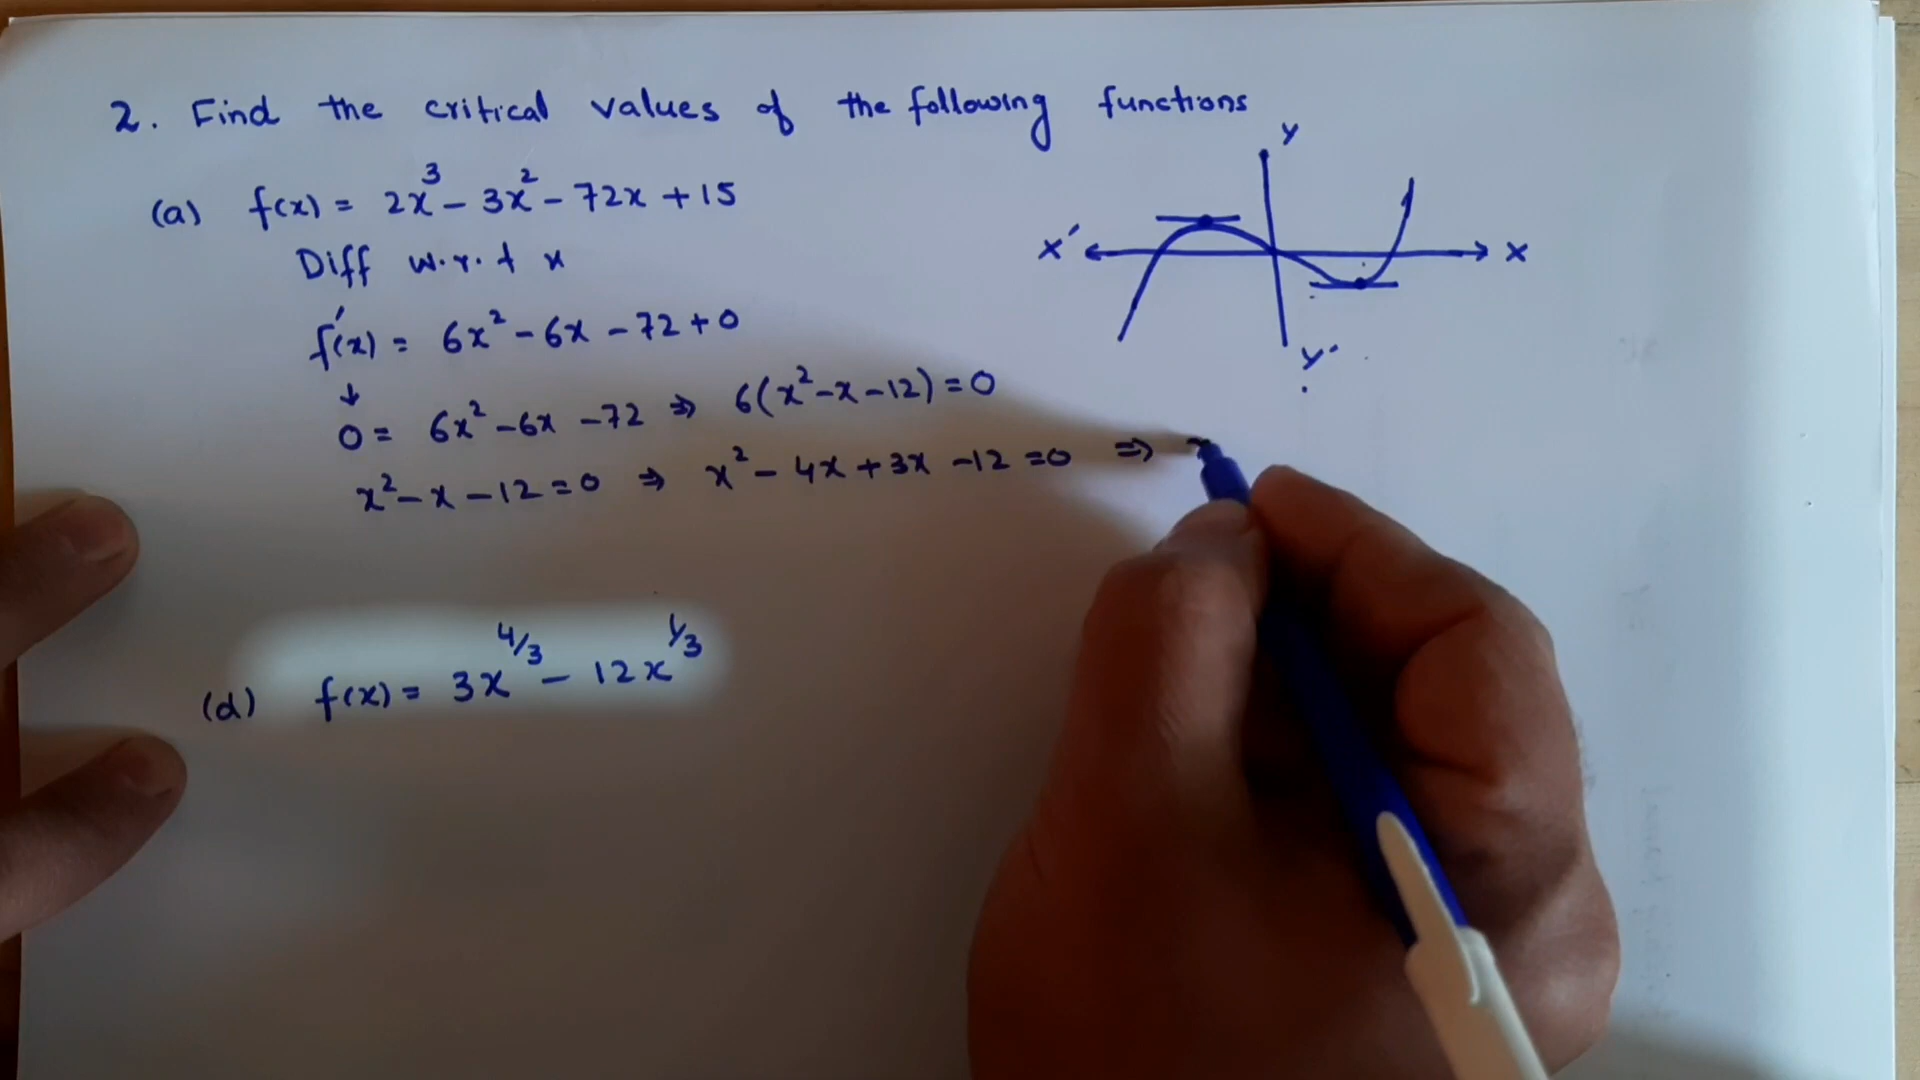 2. Find the critical values of the following functions
(a) f(x) = 2x³ - 3x² - 72x + 15
Diff w.r.t x
f'(x) = 6x² - 6x - 72 + 0
↓
0 = 6x² - 6x - 72 ⇒ 6(x² - x - 12) = 0
x² - x - 12 = 0 ⇒ x² - 4x + 3x - 12 = 0 ⇒
(d) f(x) = 3x^4/3 - 12x^1/3
Y
X'
X
Y'